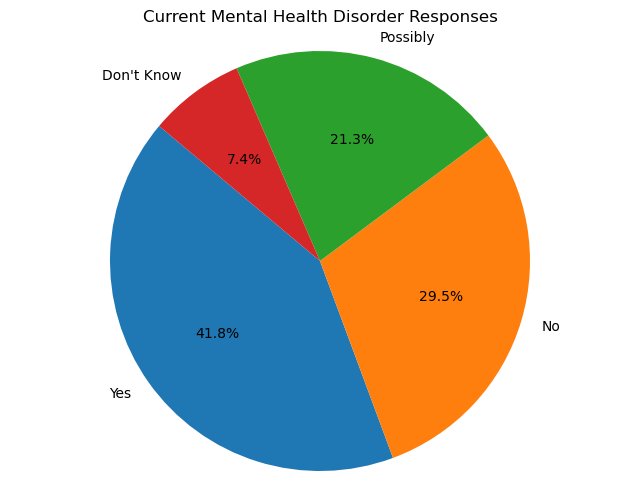 Current Mental Health Disorder Responses
Possibly
Don't Know
21.3%
7.4%
29.5%
No
41.8%
Yes